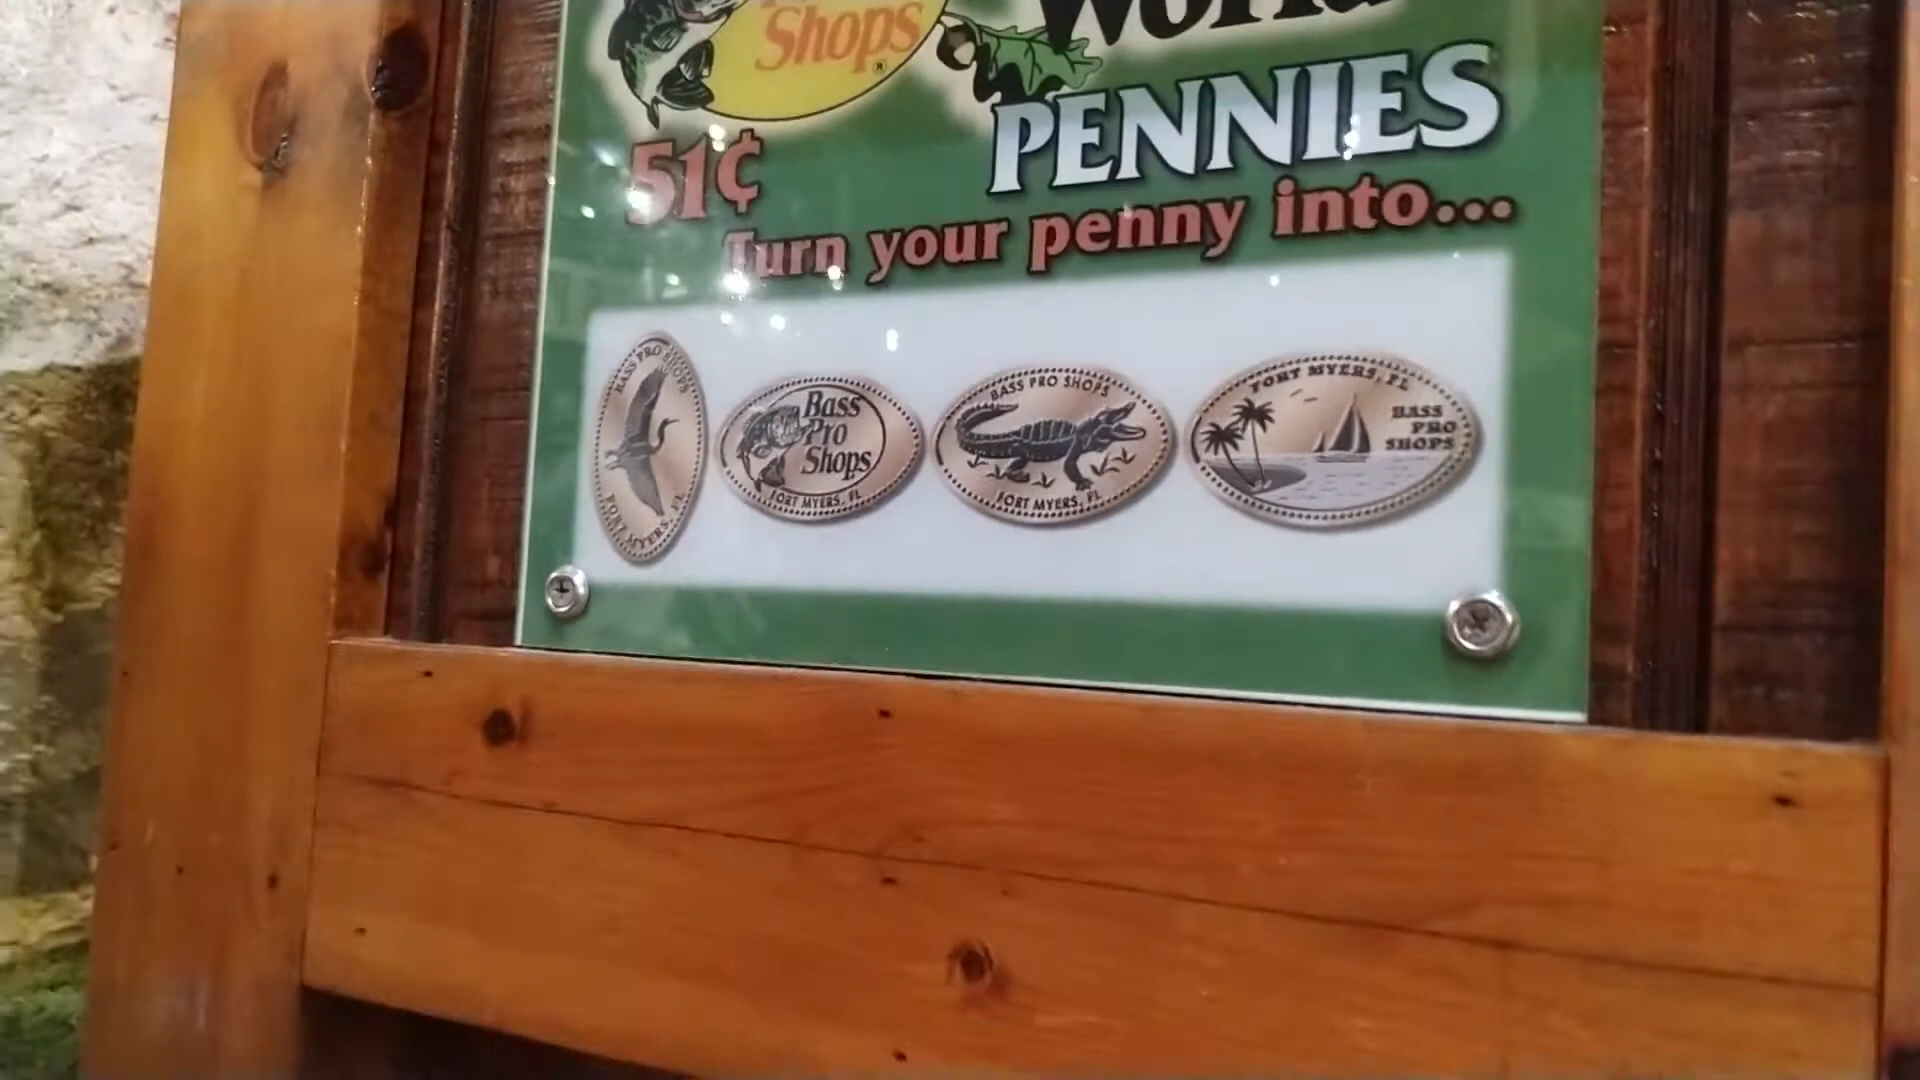 Shops®
World
PENNIES
51¢
Turn your penny into...
BASS PRO SHOPS
FORT MYERS, FL
Bass
Pro
Shops
FORT MYERS, FL
BASS PRO SHOPS
FORT MYERS, FL
FORT MYERS, FL
BASS
PRO
SHOPS